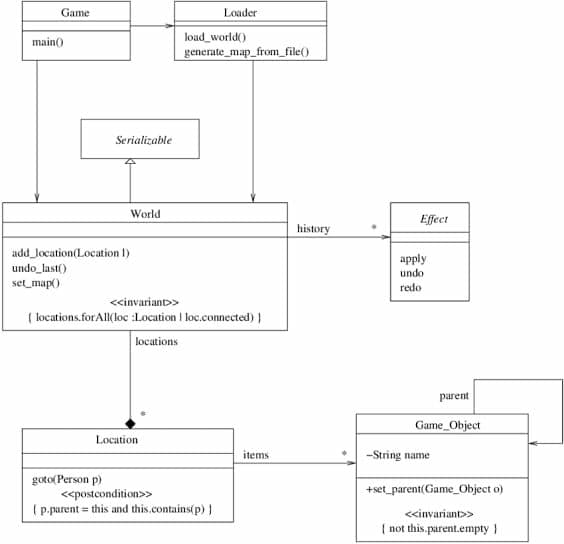 Game
main()
Loader
load_world()
generate_map_from_file()
Serializable
World
add_location(Location l)
undo_last()
set_map()
<<invariant>>
{ locations.forAll(loc :Location | loc.connected) }
history
*
Effect
apply
undo
redo
locations
*
Location
goto(Person p)
<<postcondition>>
{ p.parent = this and this.contains(p) }
items
*
parent
Game_Object
−String name
+set_parent(Game_Object o)
<<invariant>>
{ not this.parent.empty }